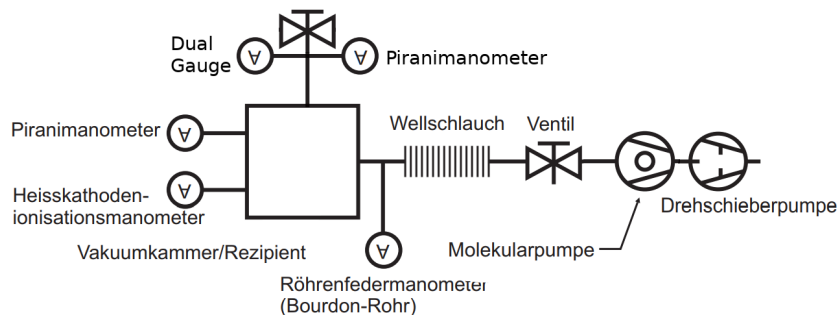 Dual
Gauge
Piranimanometer
Piranimanometer
Wellschlauch
Ventil
Heisskathoden-
ionisationsmanometer
Drehschieberpumpe
Vakuumkammer/Rezipient
Molekularpumpe
Röhrenfedermanometer
(Bourdon-Rohr)